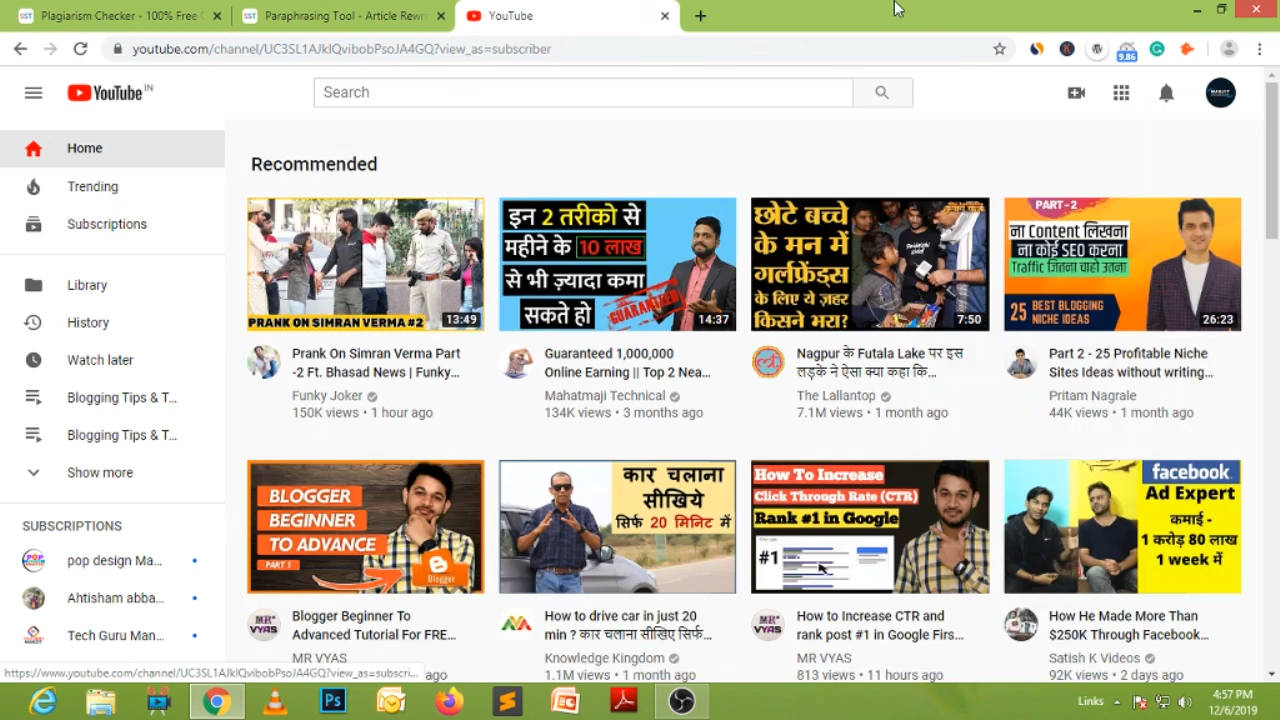 Plagiarism Checker - 100% Free
Paraphrasing Tool - Article Rewr
YouTube
youtube.com/channel/UC3SL1AJklQvibobPsoJA4GQ?view_as=subscriber
9.86
YouTube IN
Search
Home
Trending
Subscriptions
Library
History
Watch later
Blogging Tips & T...
Blogging Tips & T...
Show more
SUBSCRIPTIONS
pop design Ma...
Ahtisham abba...
Tech Guru Man...
Recommended
PRANK ON SIMRAN VERMA #2
13:49
Prank On Simran Verma Part
-2 Ft. Bhasad News | Funky...
Funky Joker
150K views • 1 hour ago
इन 2 तरीको से
महीने के 10 लाख
से भी ज़्यादा कमा
सकते हो
GUARANTEED
14:37
Guaranteed 1,000,000
Online Earning || Top 2 Nea...
Mahatmaji Technical
134K views • 3 months ago
छोटे बच्चे
के मन में
गर्लफ्रेंड्स
के लिए ये ज़हर
किसने भरा?
7:50
Nagpur के Futala Lake पर इस
लड़के ने ऐसा क्या कहा कि...
The Lallantop
7.1M views • 1 month ago
PART-2
ना Content लिखना
ना कोई SEO करना
Traffic जितना चाहो उतना
25 BEST BLOGGING
NICHE IDEAS
26:23
Part 2 - 25 Profitable Niche
Sites Ideas without writing...
Pritam Nagrale
44K views • 1 month ago
BLOGGER
BEGINNER
TO ADVANCE
PART 1
Blogger
MR VYAS
Blogger Beginner To
Advanced Tutorial For FRE...
MR VYAS
कार चलाना
सीखिये
सिर्फ 20 मिनिट में
How to drive car in just 20
min ? कार चलाना सीखिए सिर्फ...
Knowledge Kingdom
1.1M views • 1 month ago
How To Increase
Click Through Rate (CTR)
Rank #1 in Google
#1
MR VYAS
How to Increase CTR and
rank post #1 in Google Firs...
MR VYAS
813 views • 11 hours ago
facebook
Ad Expert
कमाई -
1 करोड़ 80 लाख
1 week में
How He Made More Than
$250K Through Facebook...
Satish K Videos
92K views • 2 days ago
https://www.youtube.com/channel/UC3SL1AJklQvibobPsoJA4GQ?view_as=subscri...
Links
4:57 PM
12/6/2019